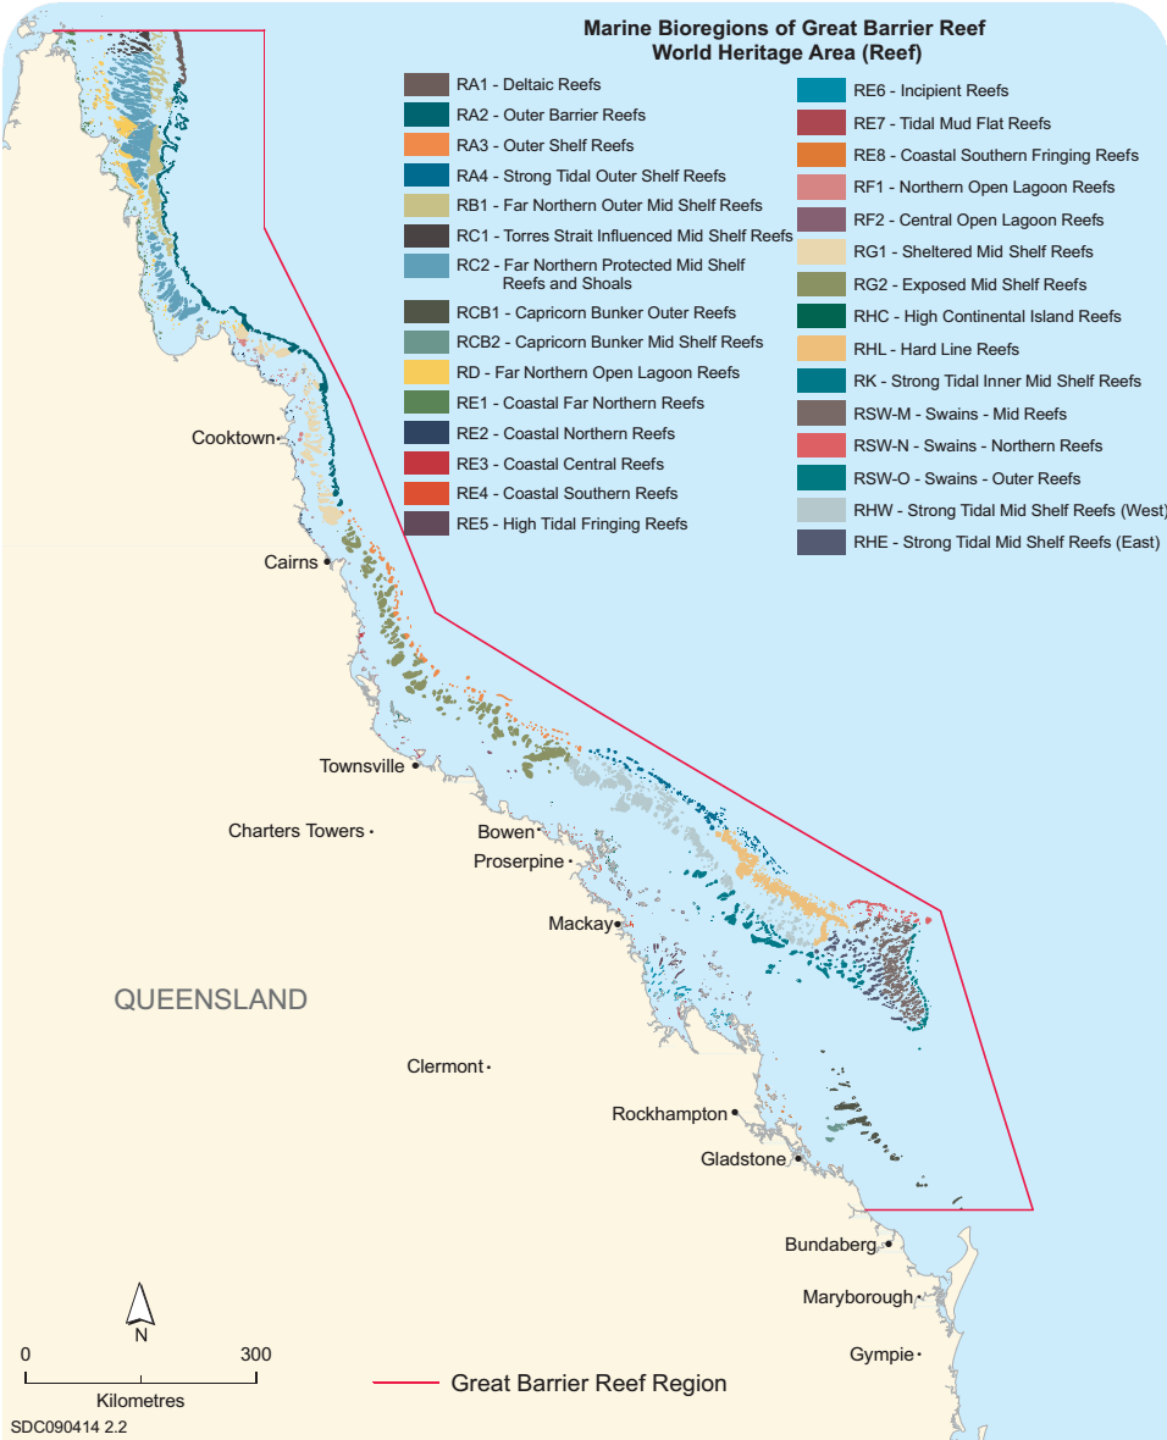 Marine Bioregions of Great Barrier Reef
World Heritage Area (Reef)
RA1 - Deltaic Reefs
RA2 - Outer Barrier Reefs
RA3 - Outer Shelf Reefs
RA4 - Strong Tidal Outer Shelf Reefs
RB1 - Far Northern Outer Mid Shelf Reefs
RC1 - Torres Strait Influenced Mid Shelf Reefs
RC2 - Far Northern Protected Mid Shelf
Reefs and Shoals
RCB1 - Capricorn Bunker Outer Reefs
RCB2 - Capricorn Bunker Mid Shelf Reefs
RD - Far Northern Open Lagoon Reefs
RE1 - Coastal Far Northern Reefs
RE2 - Coastal Northern Reefs
RE3 - Coastal Central Reefs
RE4 - Coastal Southern Reefs
RE5 - High Tidal Fringing Reefs
RE6 - Incipient Reefs
RE7 - Tidal Mud Flat Reefs
RE8 - Coastal Southern Fringing Reefs
RF1 - Northern Open Lagoon Reefs
RF2 - Central Open Lagoon Reefs
RG1 - Sheltered Mid Shelf Reefs
RG2 - Exposed Mid Shelf Reefs
RHC - High Continental Island Reefs
RHL - Hard Line Reefs
RK - Strong Tidal Inner Mid Shelf Reefs
RSW-M - Swains - Mid Reefs
RSW-N - Swains - Northern Reefs
RSW-O - Swains - Outer Reefs
RHW - Strong Tidal Mid Shelf Reefs (West)
RHE - Strong Tidal Mid Shelf Reefs (East)
Cooktown
Cairns
Townsville
Charters Towers
Bowen
Proserpine
Mackay
QUEENSLAND
Clermont
Rockhampton
Gladstone
Bundaberg
Maryborough
Gympie
N
0 300
Kilometres
Great Barrier Reef Region
SDC090414 2.2